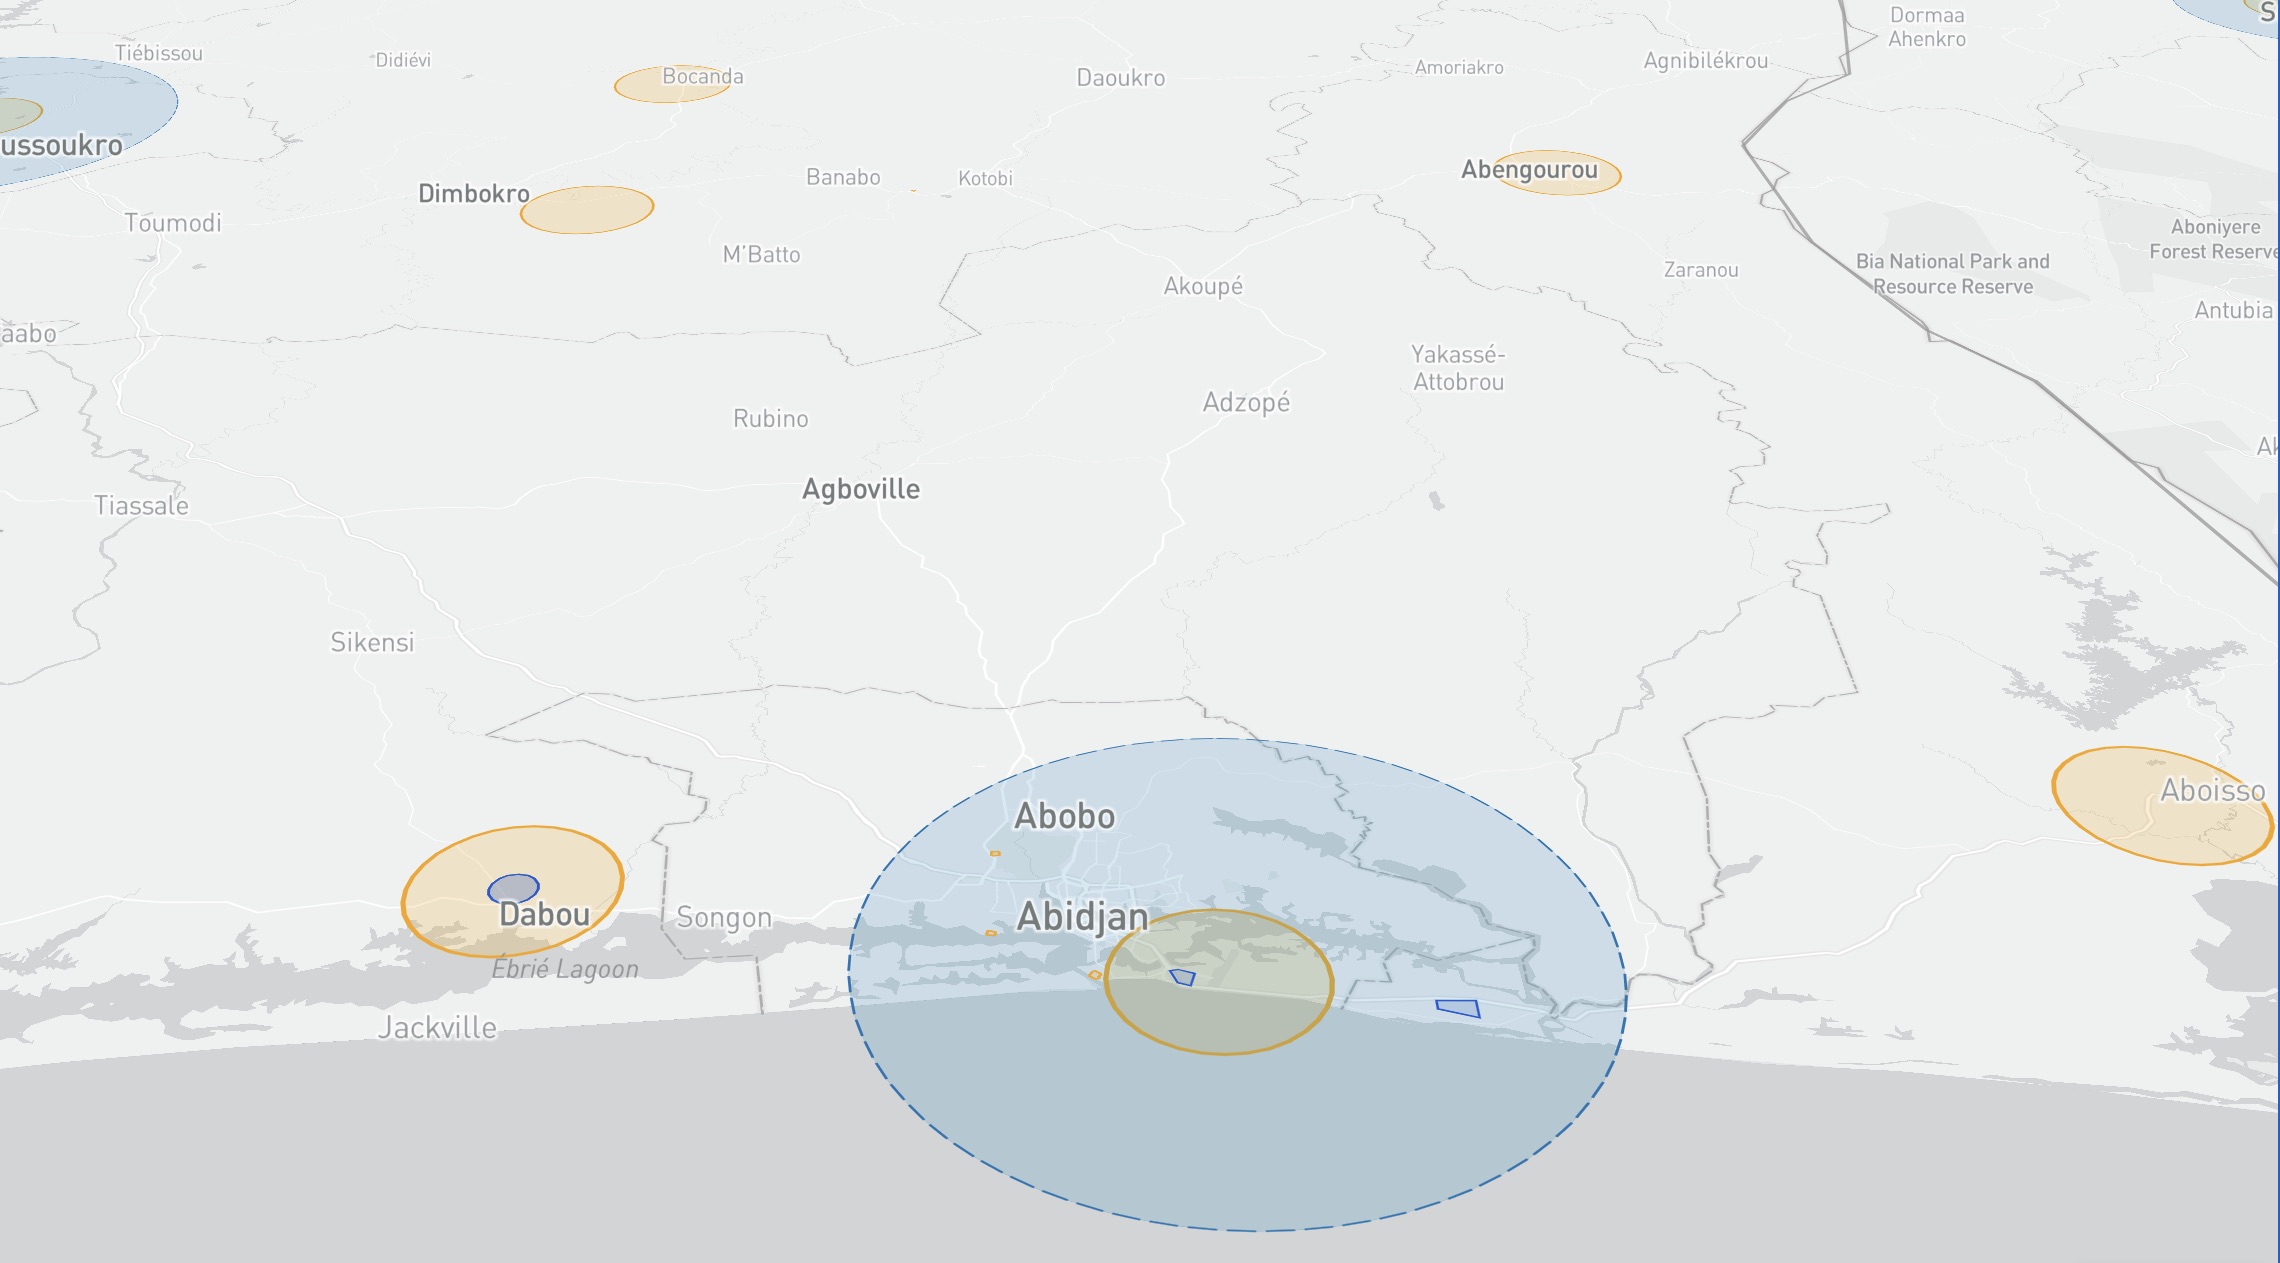 Dormaa
Ahenkro
S
Tiébissou
Didiévi
Bocanda
Daoukro
Amoriakro
Agnibilékrou
ussoukro
Dimbokro
Banabo
Kotobi
Abengourou
Toumodi
M'Batto
Akoupé
Zaranou
Bia National Park and
Resource Reserve
Aboniyere
Forest Reserve
Antubia
aabo
Yakassé-
Attobrou
Adzopé
Rubino
Ak
Agboville
Tiassale
Sikensi
Abobo
Aboisso
Dabou
Songon
Abidjan
Ébrié Lagoon
Jackville